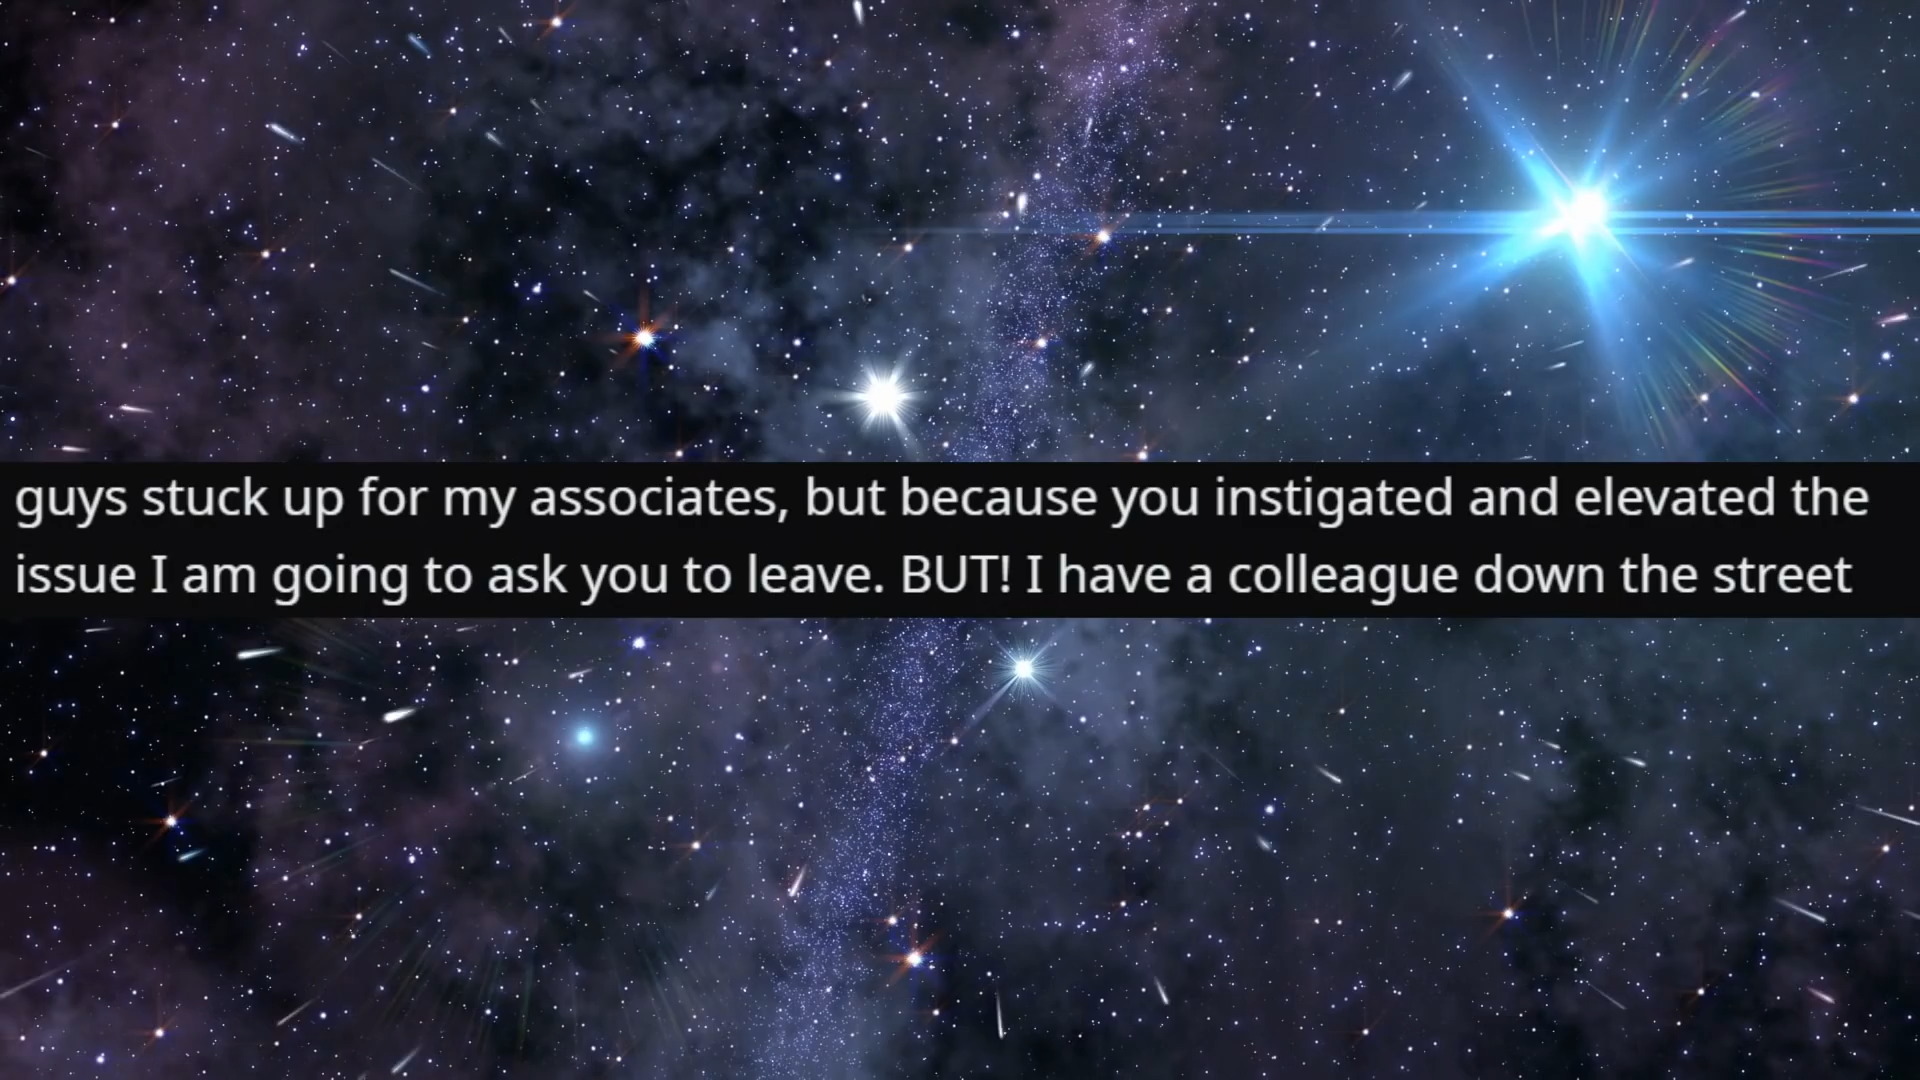 guys stuck up for my associates, but because you instigated and elevated the
issue I am going to ask you to leave. BUT! I have a colleague down the street